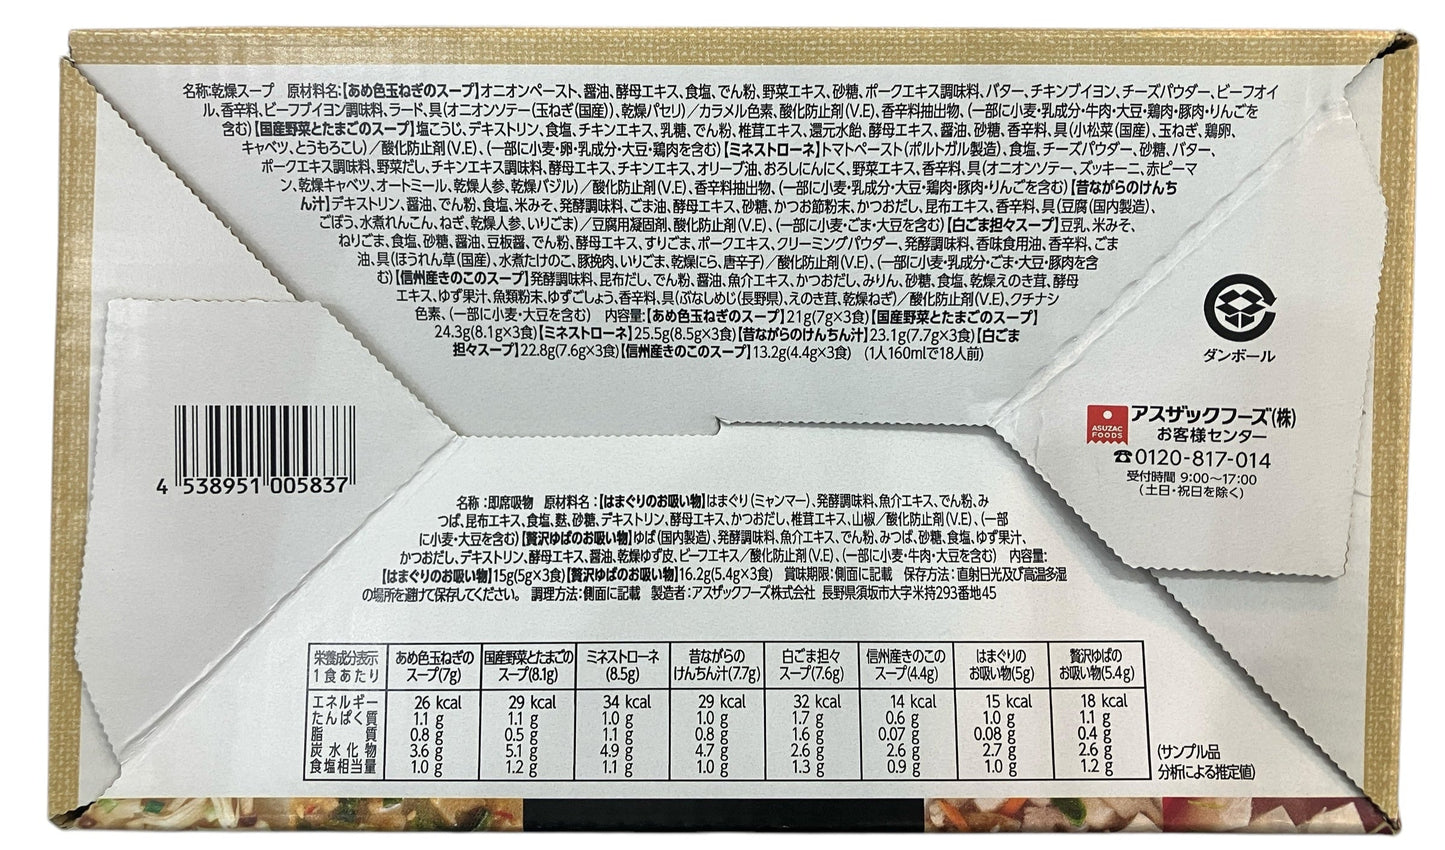 名称:乾燥スープ　原材料名:【あめ色玉ねぎのスープ】オニオンペースト、醤油、酵母エキス、食塩、でん粉、野菜エキス、砂糖、ポークエキス調味料、バター、チキンブイヨン、チーズパウダー、ビーフオイ
ル、香辛料、ビーフブイヨン調味料、ラード、具(オニオンソテー(玉ねぎ(国産))、乾燥パセリ)／カラメル色素、酸化防止剤(V.E)、香辛料抽出物、(一部に小麦・乳成分・牛肉・大豆・鶏肉・豚肉・りんごを
含む)【国産野菜とたまごのスープ】塩こうじ、デキストリン、食塩、チキンエキス、乳糖、でん粉、椎茸エキス、還元水飴、酵母エキス、醤油、砂糖、香辛料、具(小松菜(国産)、玉ねぎ、鶏卵、
キャベツ、とうもろこし)／酸化防止剤(V.E)、(一部に小麦・卵・乳成分・大豆・鶏肉を含む)【ミネストローネ】トマトペースト(ポルトガル製造)、食塩、チーズパウダー、砂糖、バター、
ポークエキス調味料、野菜だし、チキンエキス調味料、酵母エキス、チキンエキス、オリーブ油、おろしにんにく、野菜エキス、香辛料、具(オニオンソテー、ズッキーニ、赤ピーマ
ン、乾燥キャベツ、オートミール、乾燥人参、乾燥バジル)／酸化防止剤(V.E)、香辛料抽出物、(一部に小麦・乳成分・大豆・鶏肉・豚肉・りんごを含む)【昔ながらのけんち
ん汁】デキストリン、醤油、でん粉、食塩、米みそ、発酵調味料、ごま油、酵母エキス、砂糖、かつお節粉末、かつおだし、昆布エキス、香辛料、具(豆腐(国内製造)、
ごぼう、水煮れんこん、ねぎ、乾燥人参、いりごま)／豆腐用凝固剤、酸化防止剤(V.E)、(一部に小麦・ごま・大豆を含む)【白ごま担々スープ】豆乳、米みそ、
ねりごま、食塩、砂糖、醤油、豆板醤、でん粉、酵母エキス、すりごま、ポークエキス、クリーミングパウダー、発酵調味料、香味食用油、香辛料、ごま
油、具(ほうれん草(国産)、水煮たけのこ、豚挽肉、いりごま、乾燥にら、唐辛子)／酸化防止剤(V.E)、(一部に小麦・乳成分・ごま・大豆・豚肉を含
む)【信州産きのこのスープ】発酵調味料、昆布だし、でん粉、醤油、魚介エキス、かつおだし、みりん、砂糖、食塩、乾燥えのき茸、酵母
エキス、ゆず果汁、魚類粉末、ゆずごしょう、香辛料、具(ぶなしめじ(長野県)、えのき茸、乾燥ねぎ)／酸化防止剤(V.E)、クチナシ
色素、(一部に小麦・大豆を含む)　内容量:【あめ色玉ねぎのスープ】21g(7g×3食)【国産野菜とたまごのスープ】
24.3g(8.1g×3食)【ミネストローネ】25.5g(8.5g×3食)【昔ながらのけんちん汁】23.1g(7.7g×3食)【白ごま
担々スープ】22.8g(7.6g×3食)【信州産きのこのスープ】13.2g(4.4g×3食)　(1人160mlで18人前)
ダンボール
ASUZAC FOODS
アスザックフーズ(株)
お客様センター
☎0120-817-014
受付時間 9:00〜17:00
(土日・祝日を除く)
4 538951 005837
名称：即席吸物　原材料名：【はまぐりのお吸い物】はまぐり(ミャンマー)、発酵調味料、魚介エキス、でん粉、み
つば、昆布エキス、食塩、麩、砂糖、デキストリン、酵母エキス、かつおだし、椎茸エキス、山椒／酸化防止剤(V.E)、(一部
に小麦・大豆を含む)【贅沢ゆばのお吸い物】ゆば(国内製造)、発酵調味料、魚介エキス、でん粉、みつば、砂糖、食塩、ゆず果汁、
かつおだし、デキストリン、酵母エキス、醤油、乾燥ゆず皮、ビーフエキス／酸化防止剤(V.E)、(一部に小麦・牛肉・大豆を含む)　内容量:
【はまぐりのお吸い物】15g(5g×3食)【贅沢ゆばのお吸い物】16.2g(5.4g×3食)　賞味期限：側面に記載　保存方法：直射日光及び高温多湿
の場所を避けて保存してください。　調理方法：側面に記載　製造者：アスザックフーズ株式会社 長野県須坂市大字米持293番地45
栄養成分表示 1食あたり　あめ色玉ねぎのスープ(7g)　国産野菜とたまごのスープ(8.1g)　ミネストローネ(8.5g)　昔ながらのけんちん汁(7.7g)　白ごま担々スープ(7.6g)　信州産きのこのスープ(4.4g)　はまぐりのお吸い物(5g)　贅沢ゆばのお吸い物(5.4g)
エネルギー　26 kcal　29 kcal　34 kcal　29 kcal　32 kcal　14 kcal　15 kcal　18 kcal
たんぱく質　1.1 g　1.1 g　1.0 g　1.0 g　1.7 g　0.6 g　1.0 g　1.1 g
脂質　0.8 g　0.5 g　1.1 g　0.8 g　1.6 g　0.07 g　0.08 g　0.4 g
炭水化物　3.6 g　5.1 g　4.9 g　4.7 g　2.6 g　2.6 g　2.7 g　2.6 g
食塩相当量　1.0 g　1.2 g　1.1 g　1.0 g　1.3 g　0.9 g　1.0 g　1.2 g
(サンプル品
分析による推定値)